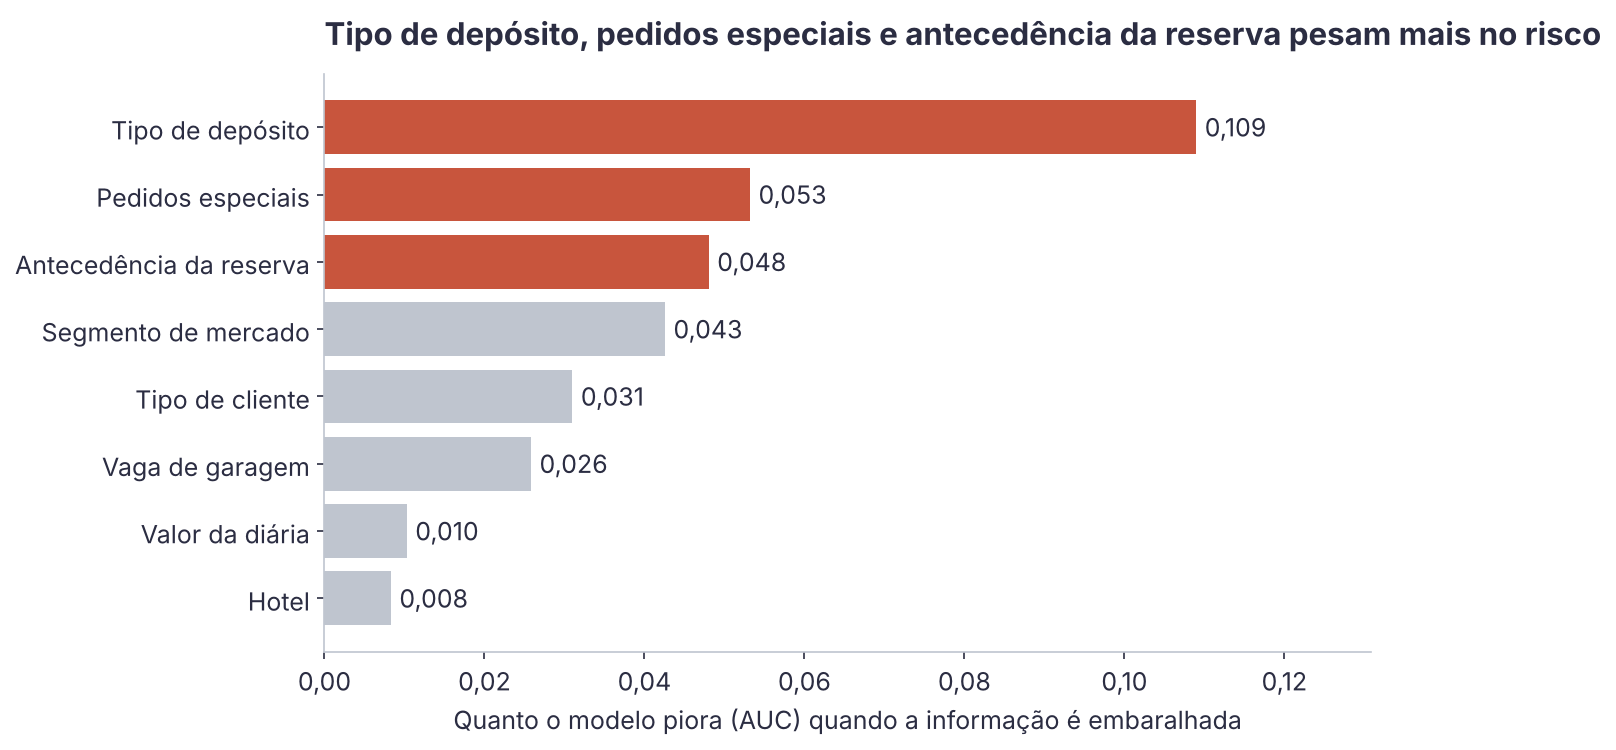 Tipo de depósito, pedidos especiais e antecedência da reserva pesam mais no risco
Tipo de depósito 0,109
Pedidos especiais 0,053
Antecedência da reserva 0,048
Segmento de mercado 0,043
Tipo de cliente 0,031
Vaga de garagem 0,026
Valor da diária 0,010
Hotel 0,008
0,00 0,02 0,04 0,06 0,08 0,10 0,12
Quanto o modelo piora (AUC) quando a informação é embaralhada